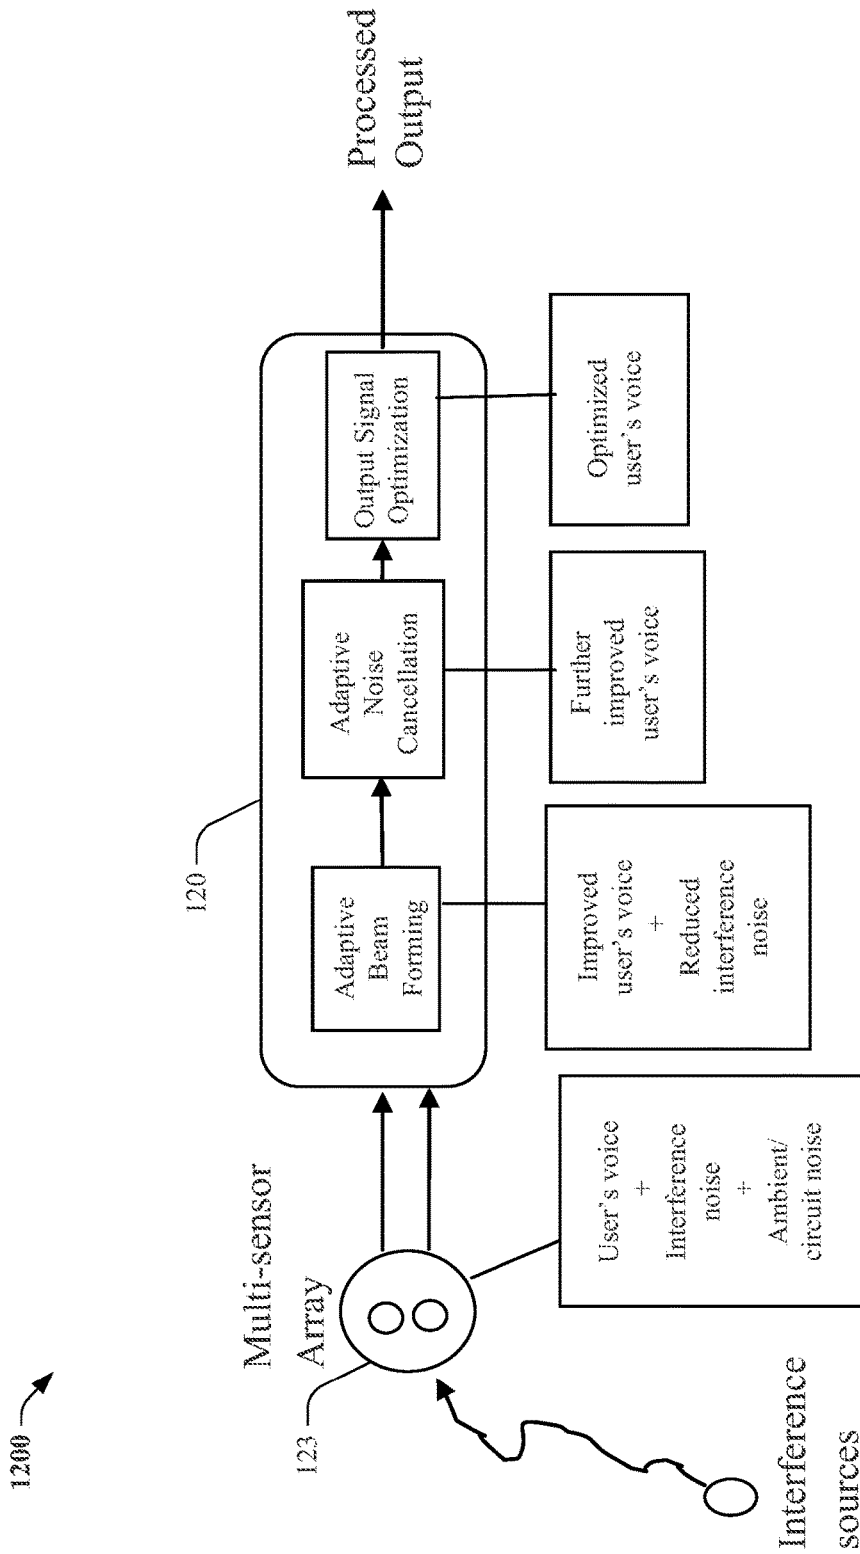 1200
Multi-sensor
Array
123
Interference
sources
120
Adaptive
Beam
Forming
Adaptive
Noise
Cancellation
Output Signal
Optimization
Processed
Output
User's voice
+
Interference
noise
+
Ambient/
circuit noise
Improved
user's voice
+
Reduced
interference
noise
Further
improved
user's voice
Optimized
user's voice